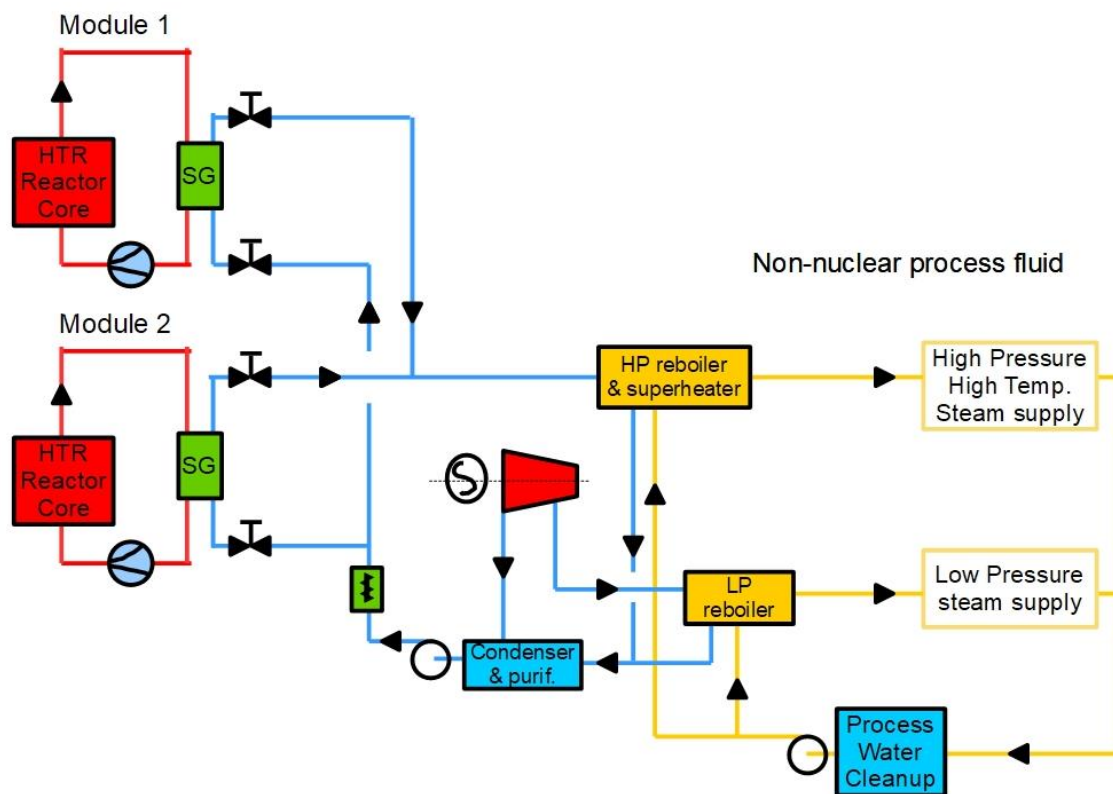 Module 1
HTR
Reactor
Core
SG
Module 2
HTR
Reactor
Core
SG
Non-nuclear process fluid
HP reboiler
& superheater
High Pressure
High Temp.
Steam supply
LP
reboiler
Low Pressure
steam supply
Condenser
& purif.
Process
Water
Cleanup